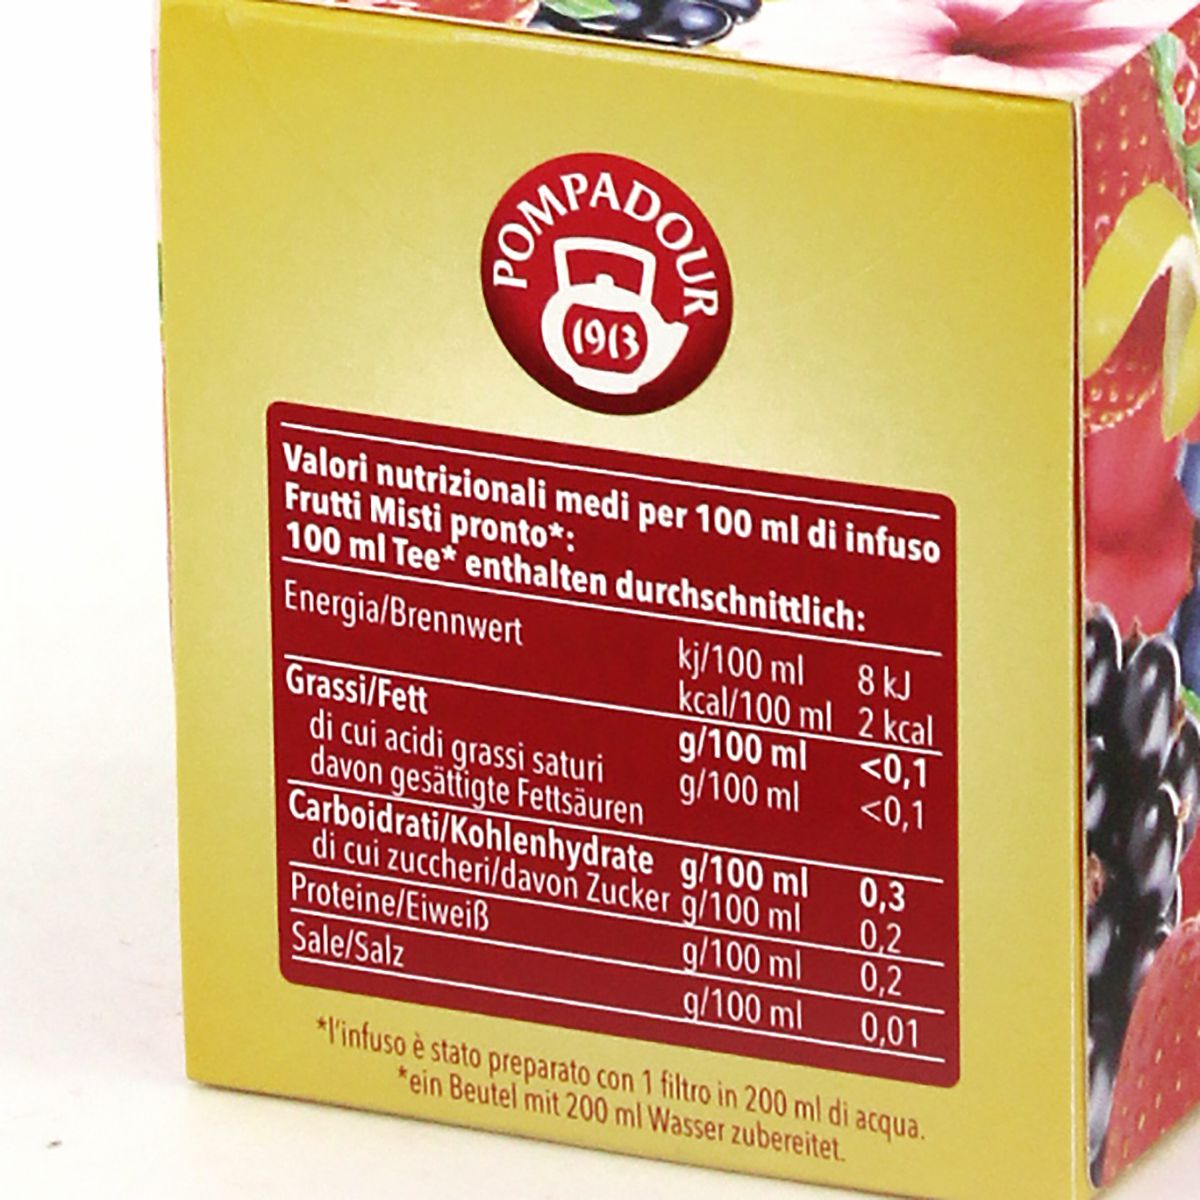 POMPADOUR
1913
Valori nutrizionali medi per 100 ml di infuso
Frutti Misti pronto*:
100 ml Tee* enthalten durchschnittlich:
Energia/Brennwert kj/100 ml 8 kJ
kcal/100 ml 2 kcal
Grassi/Fett g/100 ml <0,1
di cui acidi grassi saturi g/100 ml <0,1
davon gesättigte Fettsäuren
Carboidrati/Kohlenhydrate g/100 ml 0,3
di cui zuccheri/davon Zucker g/100 ml 0,2
Proteine/Eiweiß g/100 ml 0,2
Sale/Salz g/100 ml 0,01
*l'infuso è stato preparato con 1 filtro in 200 ml di acqua.
*ein Beutel mit 200 ml Wasser zubereitet.